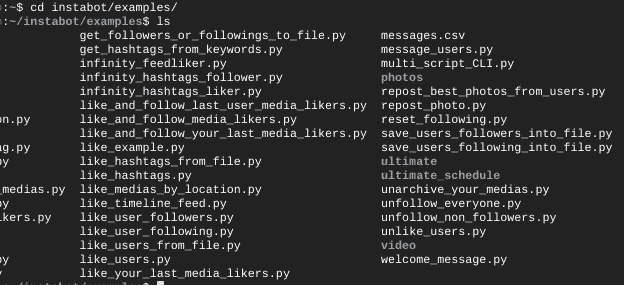 :~$ cd instabot/examples/
:~/instabot/examples$ ls
get_followers_or_followings_to_file.py messages.csv
get_hashtags_from_keywords.py message_users.py
infinity_feedliker.py multi_script_CLI.py
infinity_hashtags_follower.py photos
infinity_hashtags_liker.py repost_best_photos_from_users.py
like_and_follow_last_user_media_likers.py repost_photo.py
on.py like_and_follow_media_likers.py reset_following.py
like_and_follow_your_last_media_likers.py save_users_followers_into_file.py
ag.py like_example.py save_users_following_into_file.py
py like_hashtags_from_file.py ultimate
like_hashtags.py ultimate_schedule
_medias.py like_medias_by_location.py unarchive_your_medias.py
py like_timeline_feed.py unfollow_everyone.py
kers.py like_user_followers.py unfollow_non_followers.py
like_user_following.py unlike_users.py
like_users_from_file.py video
py like_users.py welcome_message.py
like_your_last_media_likers.py